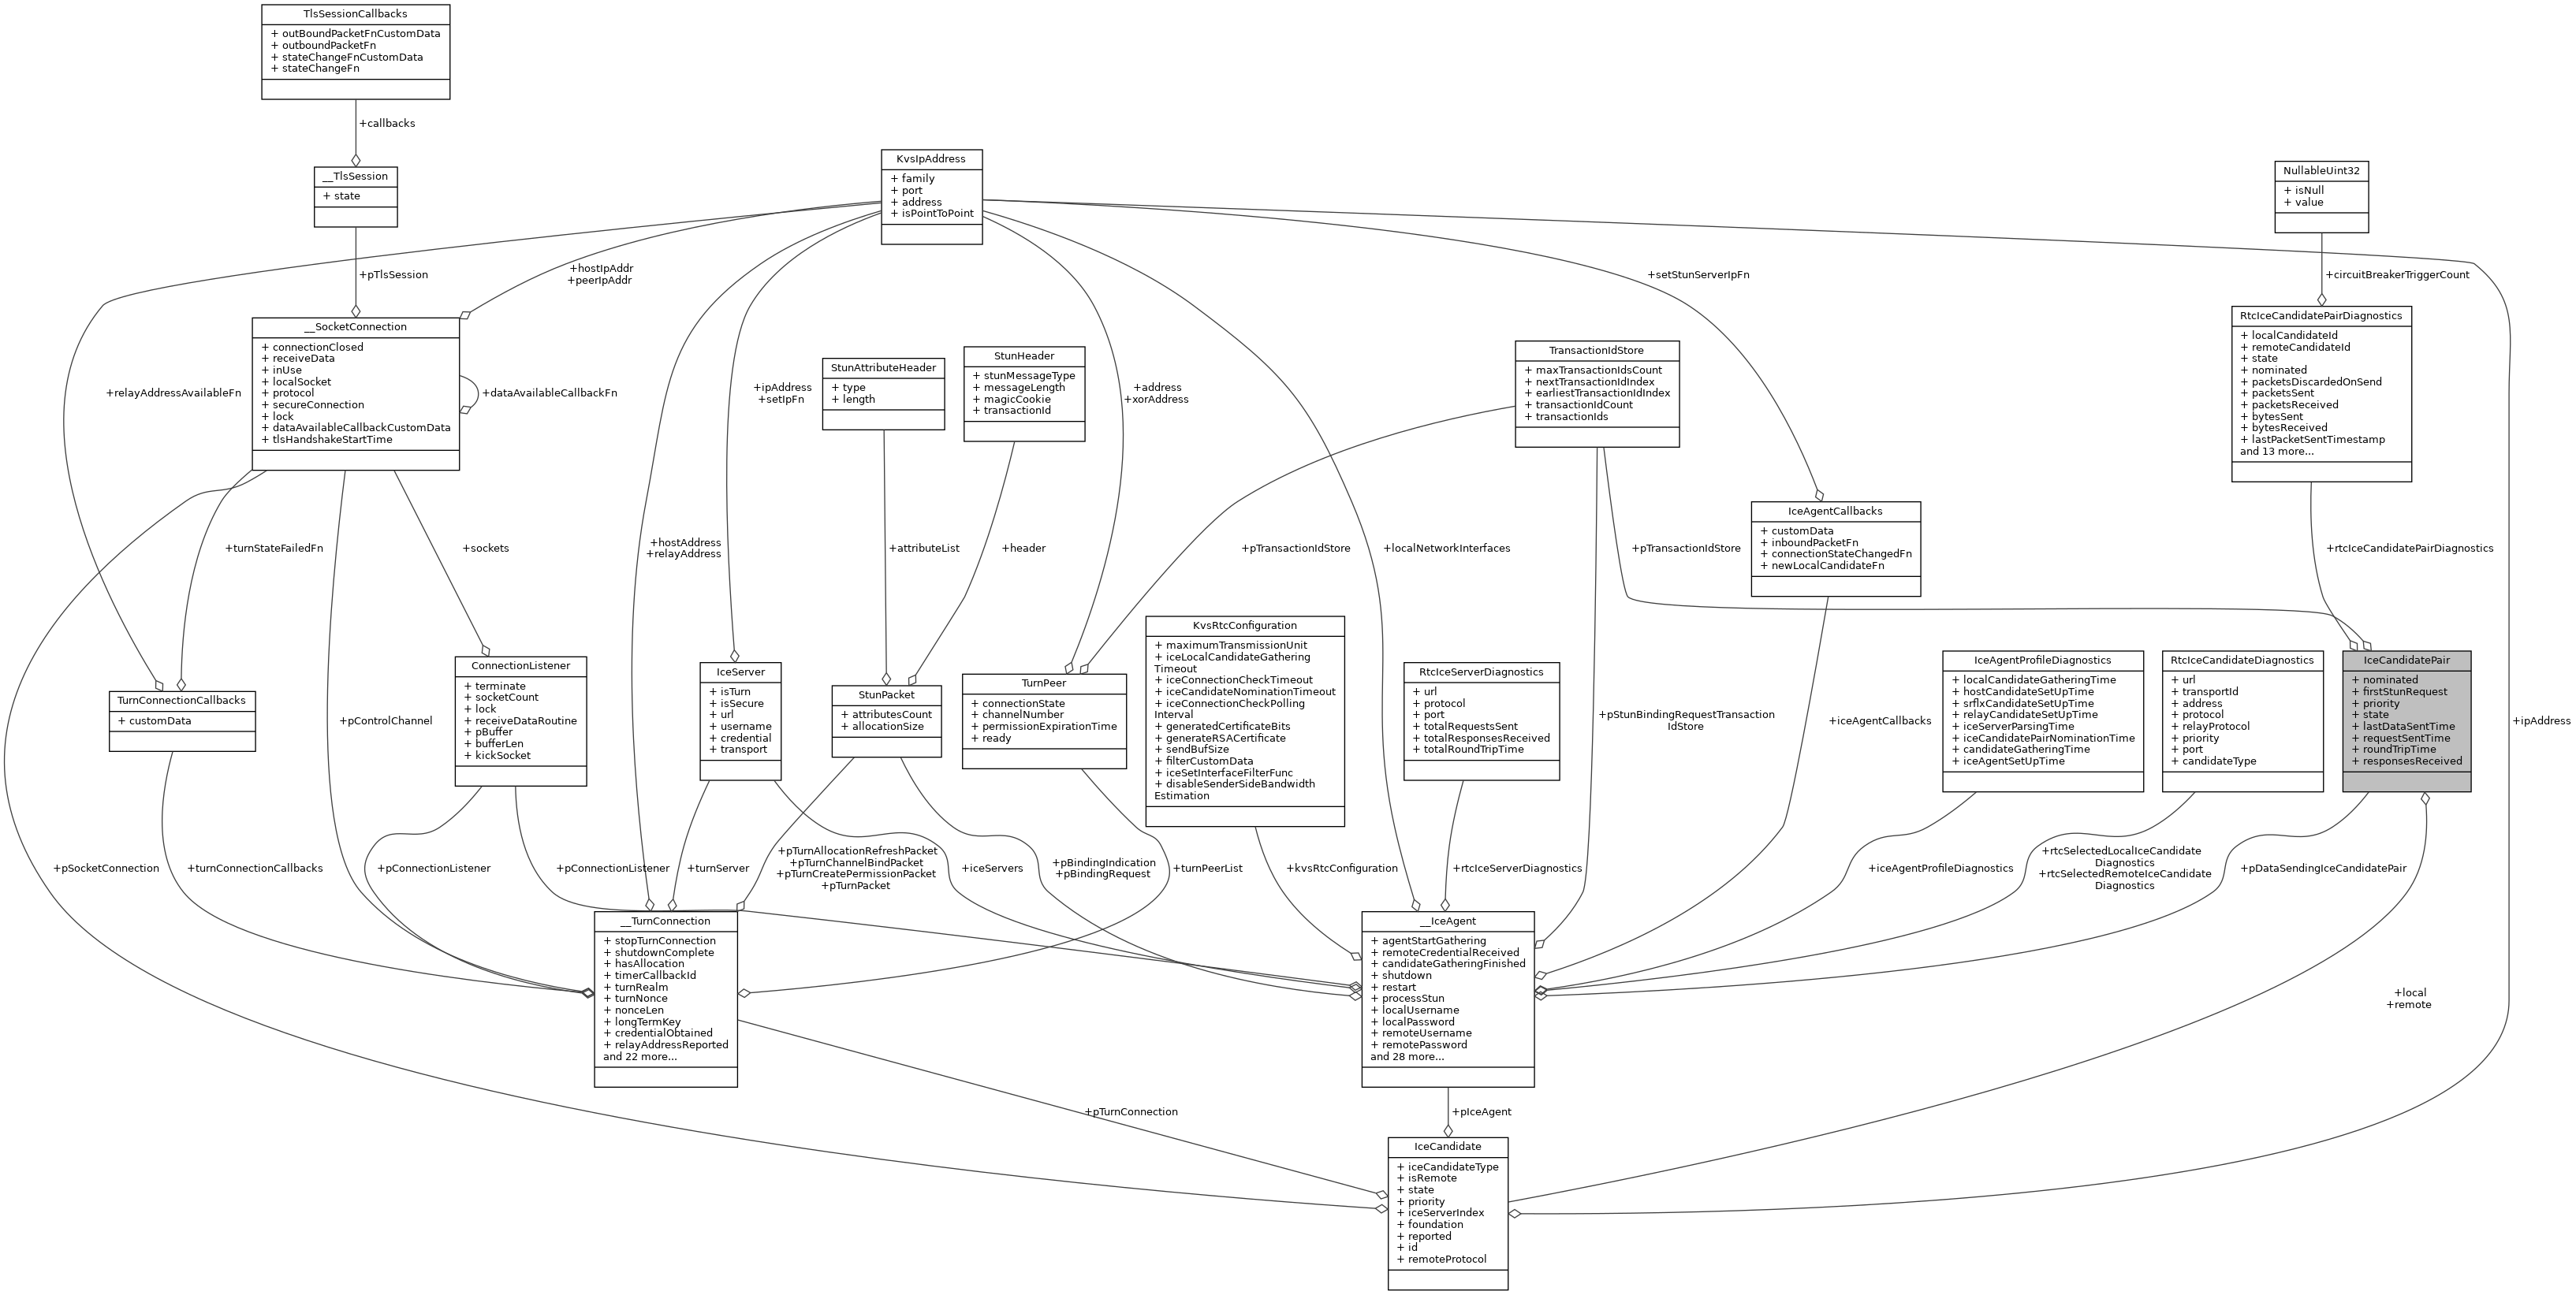 TlsSessionCallbacks
+ outBoundPacketFnCustomData
+ outboundPacketFn
+ stateChangeFnCustomData
+ stateChangeFn
+callbacks
__TlsSession
+ state
KvsIpAddress
+ family
+ port
+ address
+ isPointToPoint
NullableUint32
+ isNull
+ value
+pTlsSession
+hostIpAddr
+peerIpAddr
+setStunServerIpFn
+circuitBreakerTriggerCount
__SocketConnection
+ connectionClosed
+ receiveData
+ inUse
+ localSocket
+ protocol
+ secureConnection
+ lock
+ dataAvailableCallbackCustomData
+ tlsHandshakeStartTime
+relayAddressAvailableFn
+dataAvailableCallbackFn
+ipAddress
+setIpFn
StunAttributeHeader
+ type
+ length
StunHeader
+ stunMessageType
+ messageLength
+ magicCookie
+ transactionId
+address
+xorAddress
TransactionIdStore
+ maxTransactionIdsCount
+ nextTransactionIdIndex
+ earliestTransactionIdIndex
+ transactionIdCount
+ transactionIds
RtcIceCandidatePairDiagnostics
+ localCandidateId
+ remoteCandidateId
+ state
+ nominated
+ packetsDiscardedOnSend
+ packetsSent
+ packetsReceived
+ bytesSent
+ bytesReceived
+ lastPacketSentTimestamp
and 13 more...
+turnStateFailedFn
+sockets
+hostAddress
+relayAddress
+attributeList
+header
+pTransactionIdStore
+localNetworkInterfaces
+pTransactionIdStore
IceAgentCallbacks
+ customData
+ inboundPacketFn
+ connectionStateChangedFn
+ newLocalCandidateFn
+rtcIceCandidatePairDiagnostics
TurnConnectionCallbacks
+ customData
+pControlChannel
ConnectionListener
+ terminate
+ socketCount
+ lock
+ receiveDataRoutine
+ pBuffer
+ bufferLen
+ kickSocket
IceServer
+ isTurn
+ isSecure
+ url
+ username
+ credential
+ transport
StunPacket
+ attributesCount
+ allocationSize
TurnPeer
+ connectionState
+ channelNumber
+ permissionExpirationTime
+ ready
KvsRtcConfiguration
+ maximumTransmissionUnit
+ iceLocalCandidateGathering
Timeout
+ iceConnectionCheckTimeout
+ iceCandidateNominationTimeout
+ iceConnectionCheckPolling
Interval
+ generatedCertificateBits
+ generateRSACertificate
+ sendBufSize
+ filterCustomData
+ iceSetInterfaceFilterFunc
+ disableSenderSideBandwidth
Estimation
RtcIceServerDiagnostics
+ url
+ protocol
+ port
+ totalRequestsSent
+ totalResponsesReceived
+ totalRoundTripTime
+pStunBindingRequestTransaction
IdStore
+iceAgentCallbacks
IceAgentProfileDiagnostics
+ localCandidateGatheringTime
+ hostCandidateSetUpTime
+ srflxCandidateSetUpTime
+ relayCandidateSetUpTime
+ iceServerParsingTime
+ iceCandidatePairNominationTime
+ candidateGatheringTime
+ iceAgentSetUpTime
RtcIceCandidateDiagnostics
+ url
+ transportId
+ address
+ protocol
+ relayProtocol
+ priority
+ port
+ candidateType
IceCandidatePair
+ nominated
+ firstStunRequest
+ priority
+ state
+ lastDataSentTime
+ requestSentTime
+ roundTripTime
+ responsesReceived
+ipAddress
+pSocketConnection
+turnConnectionCallbacks
+pConnectionListener
+pConnectionListener
+turnServer
+pTurnAllocationRefreshPacket
+pTurnChannelBindPacket
+pTurnCreatePermissionPacket
+pTurnPacket
+iceServers
+pBindingIndication
+pBindingRequest
+turnPeerList
+kvsRtcConfiguration
+rtcIceServerDiagnostics
+iceAgentProfileDiagnostics
+rtcSelectedLocalIceCandidate
Diagnostics
+rtcSelectedRemoteIceCandidate
Diagnostics
+pDataSendingIceCandidatePair
__TurnConnection
+ stopTurnConnection
+ shutdownComplete
+ hasAllocation
+ timerCallbackId
+ turnRealm
+ turnNonce
+ nonceLen
+ longTermKey
+ credentialObtained
+ relayAddressReported
and 22 more...
__IceAgent
+ agentStartGathering
+ remoteCredentialReceived
+ candidateGatheringFinished
+ shutdown
+ restart
+ processStun
+ localUsername
+ localPassword
+ remoteUsername
+ remotePassword
and 28 more...
+local
+remote
+pTurnConnection
+pIceAgent
IceCandidate
+ iceCandidateType
+ isRemote
+ state
+ priority
+ iceServerIndex
+ foundation
+ reported
+ id
+ remoteProtocol